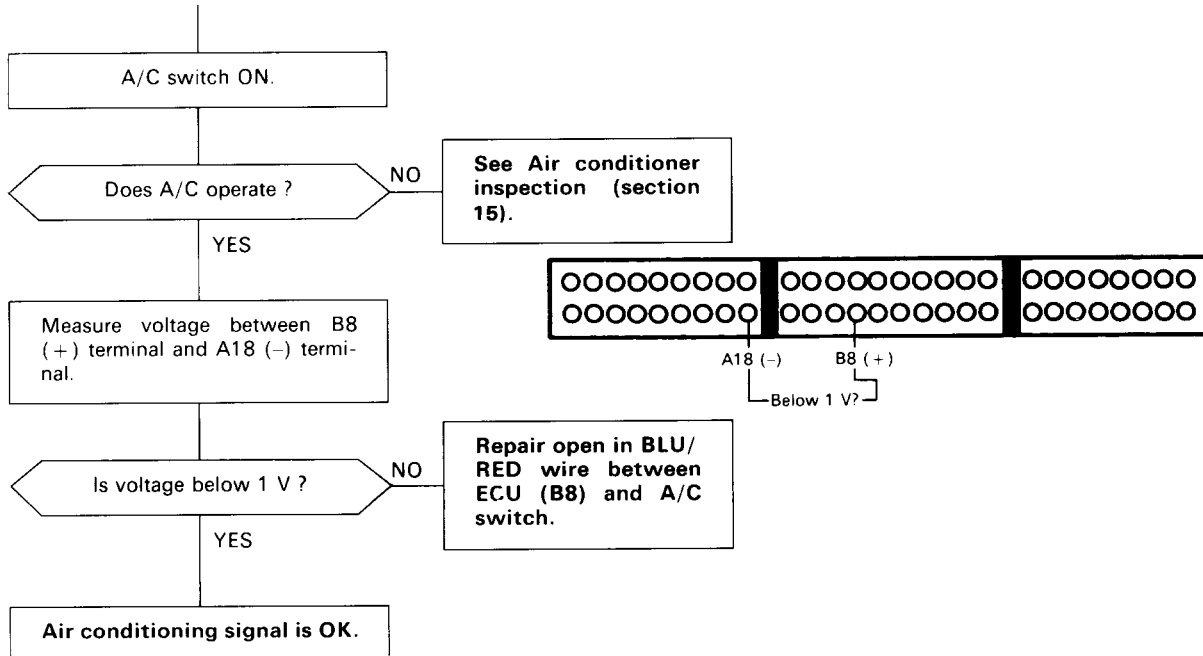 A/C switch ON.
Does A/C operate ?
NO
See Air conditioner
inspection (section
15).
YES
Measure voltage between B8
(+) terminal and A18 (–) termi-
nal.
A18 (–)
B8 (+)
Below 1 V?
Is voltage below 1 V ?
NO
Repair open in BLU/
RED wire between
ECU (B8) and A/C
switch.
YES
Air conditioning signal is OK.